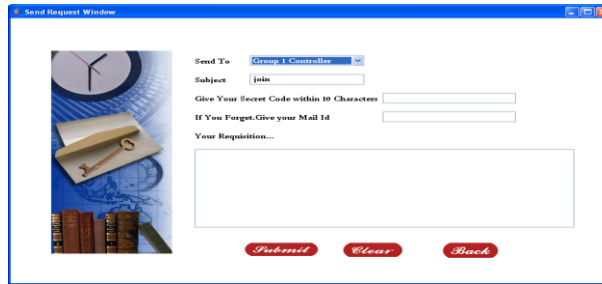 Send Request Window
Send To Group 1 Controller
Subject join
Give Your Secret Code within 10 Characters
If You Forget.Give your Mail Id
Your Requisition...
Submit Clear Back